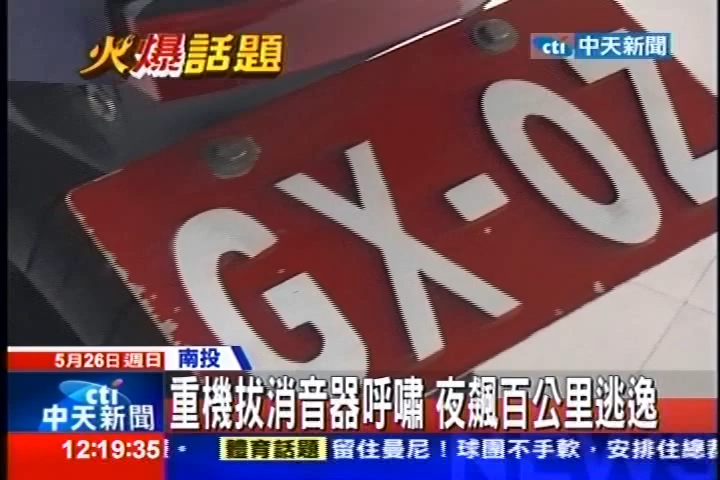 火爆話題
cti 中天新聞
GX-0Z
5月26日週日 南投
cti
中天新聞
重機拔消音器呼嘯 夜飆百公里逃逸
12:19:35 。 體育話題 留住曼尼！球團不手軟，安排住總
NEWS